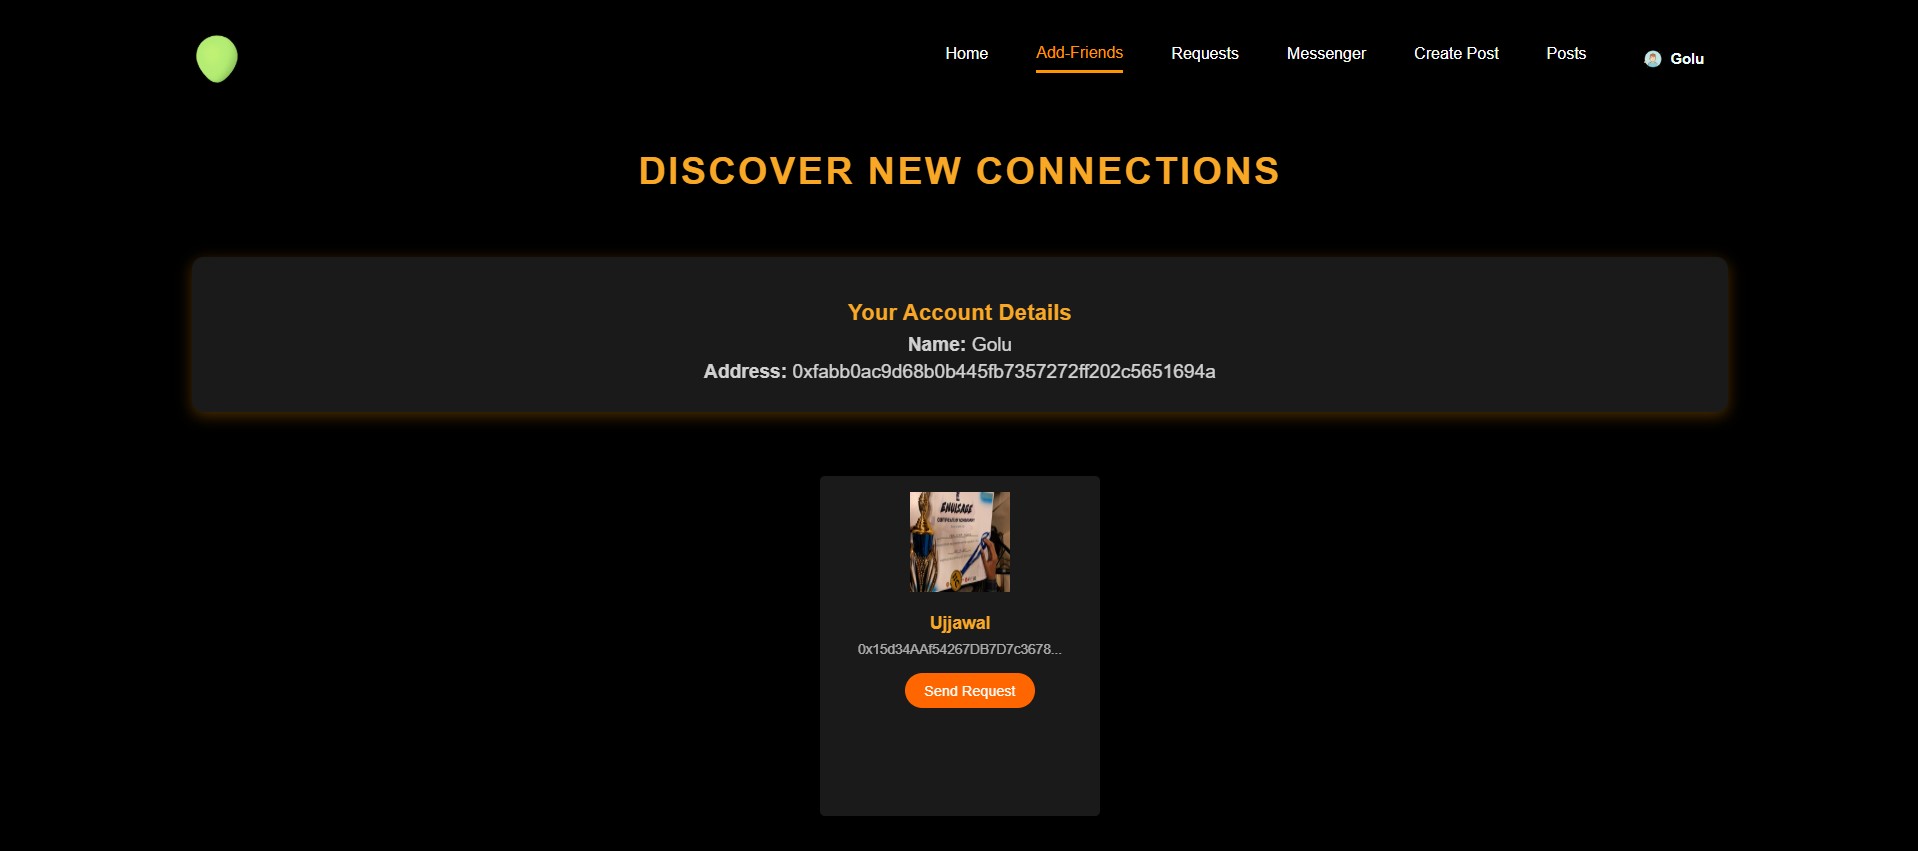 Home Add-Friends Requests Messenger Create Post Posts Golu
DISCOVER NEW CONNECTIONS
Your Account Details
Name: Golu
Address: 0xfabb0ac9d68b0b445fb7357272ff202c5651694a
ENVISAGE
Ujjawal
0x15d34AAf54267DB7D7c3678...
Send Request